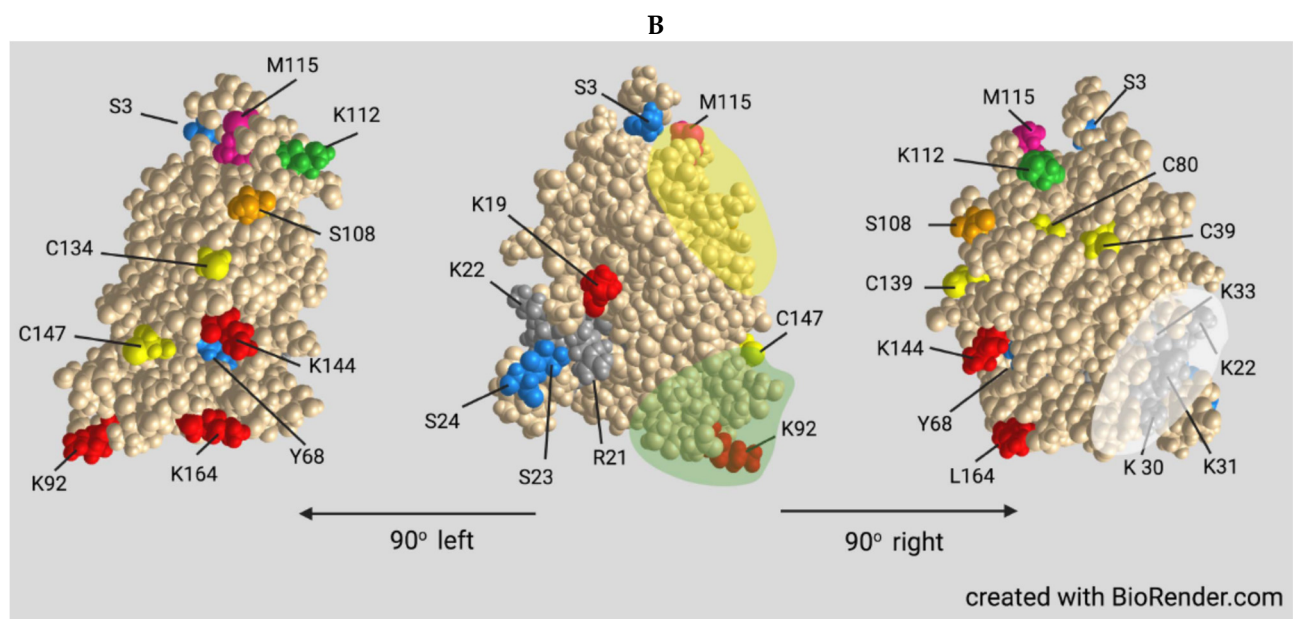 B
M115
S3
K112
S108
C134
C147
K144
Y68
K164
K92
S3
M115
K19
K22
C147
S24
K92
R21
S23
S3
M115
K112
C80
S108
C39
C139
K33
K144
K22
Y68
K 30
K31
L164
90° left
90° right
created with BioRender.com